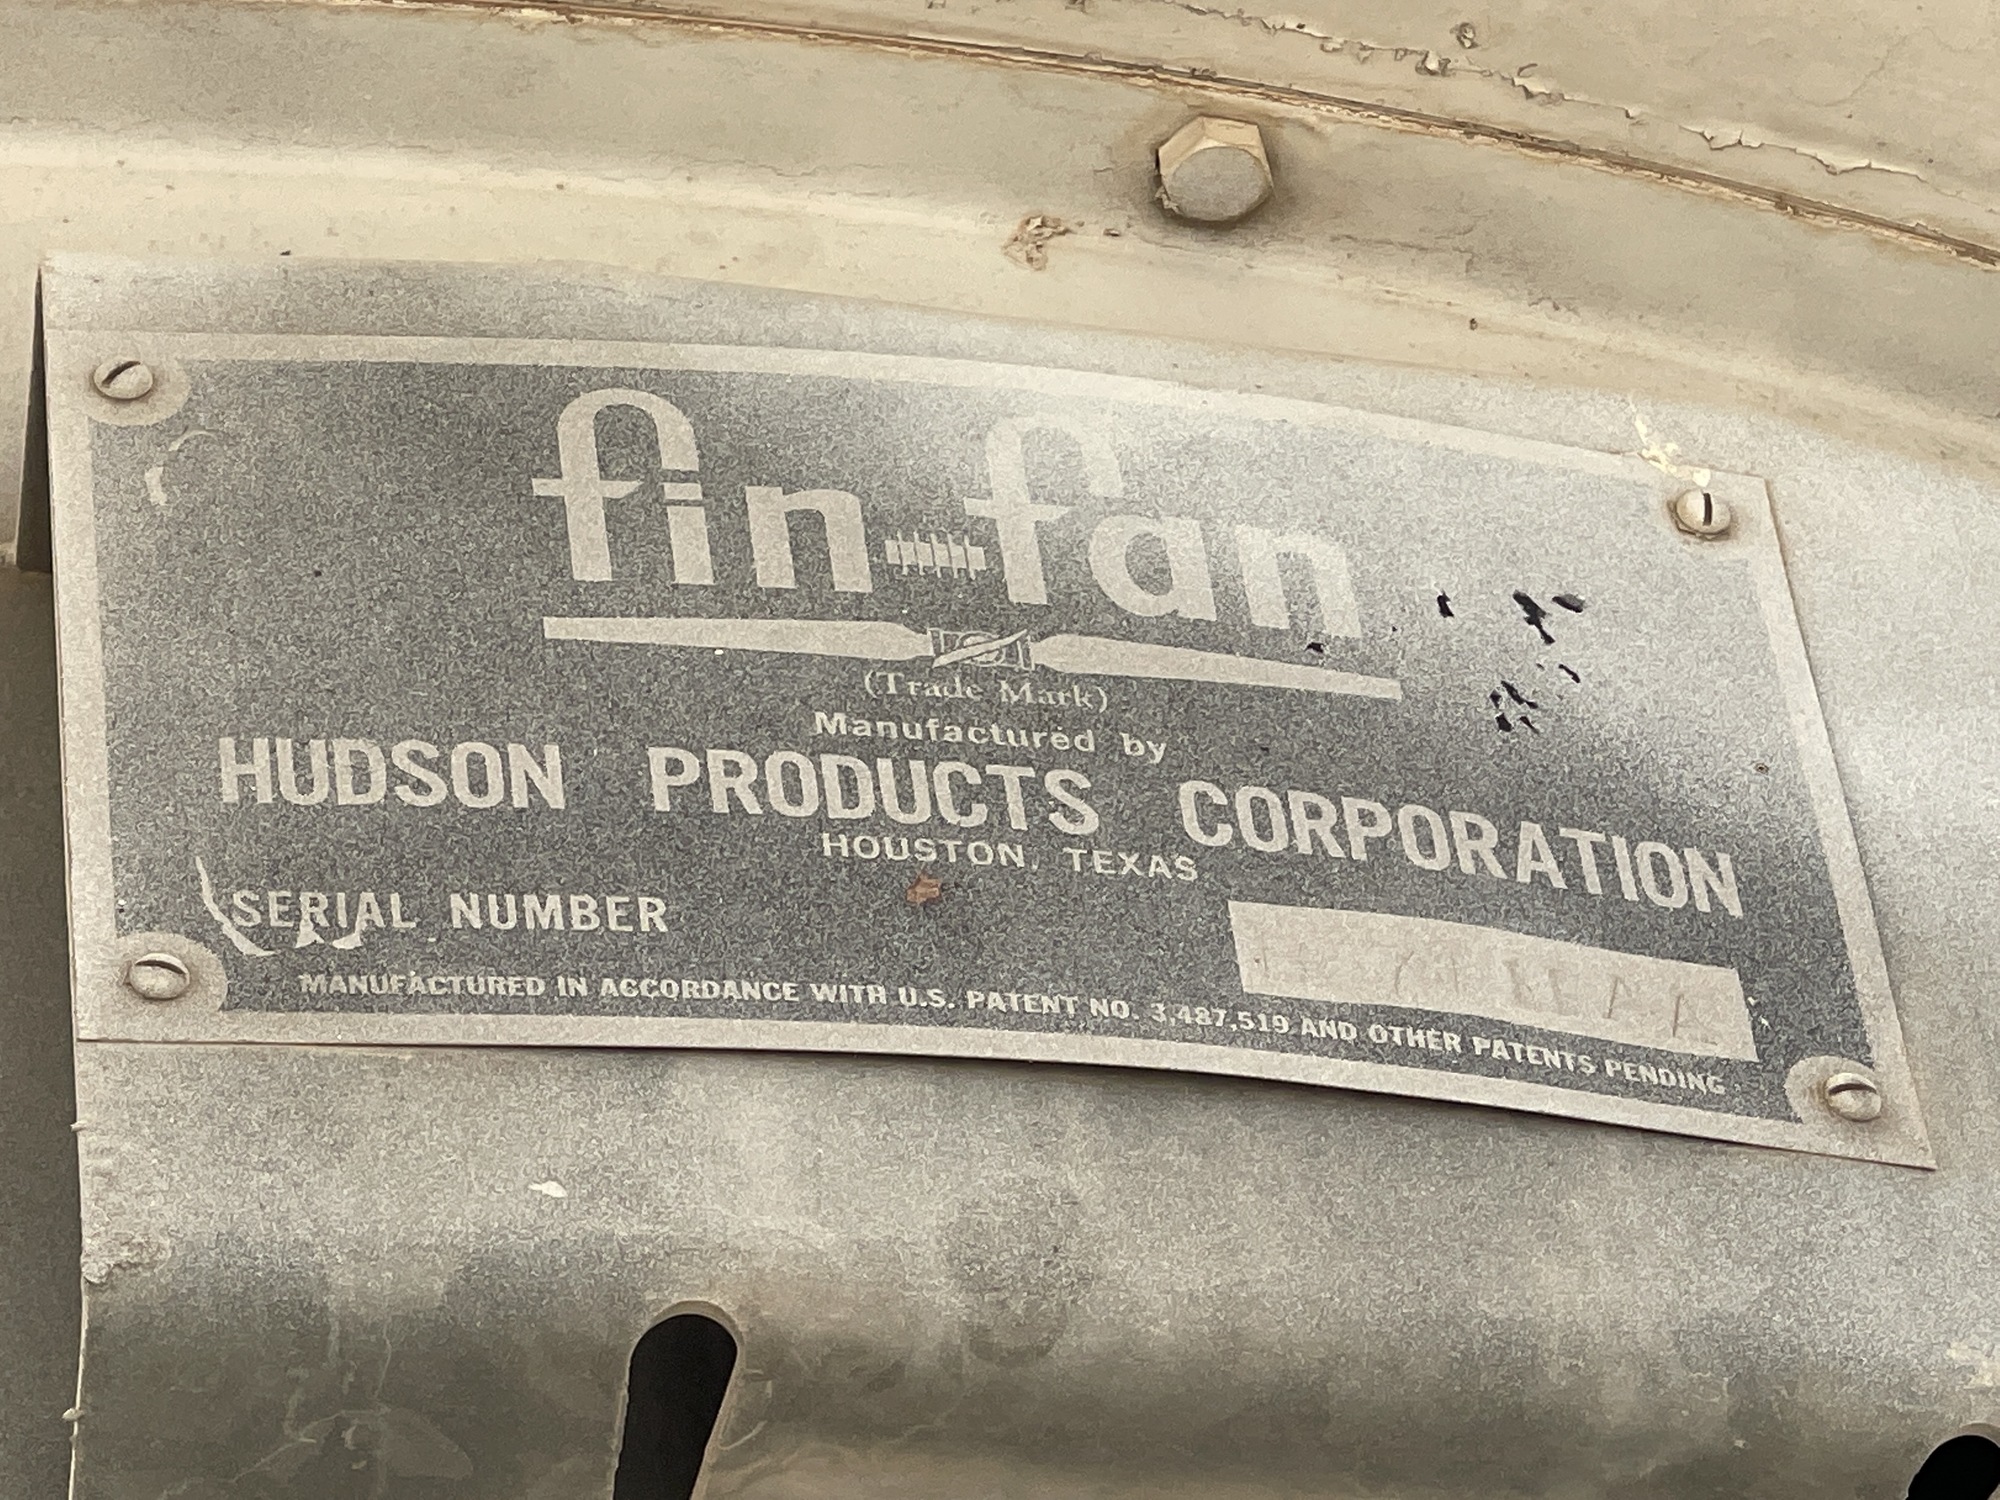 fin-fan
(Trade Mark)
Manufactured by
HUDSON PRODUCTS CORPORATION
HOUSTON, TEXAS
SERIAL NUMBER
MANUFACTURED IN ACCORDANCE WITH U.S. PATENT NO. 3,487,519 AND OTHER PATENTS PENDING